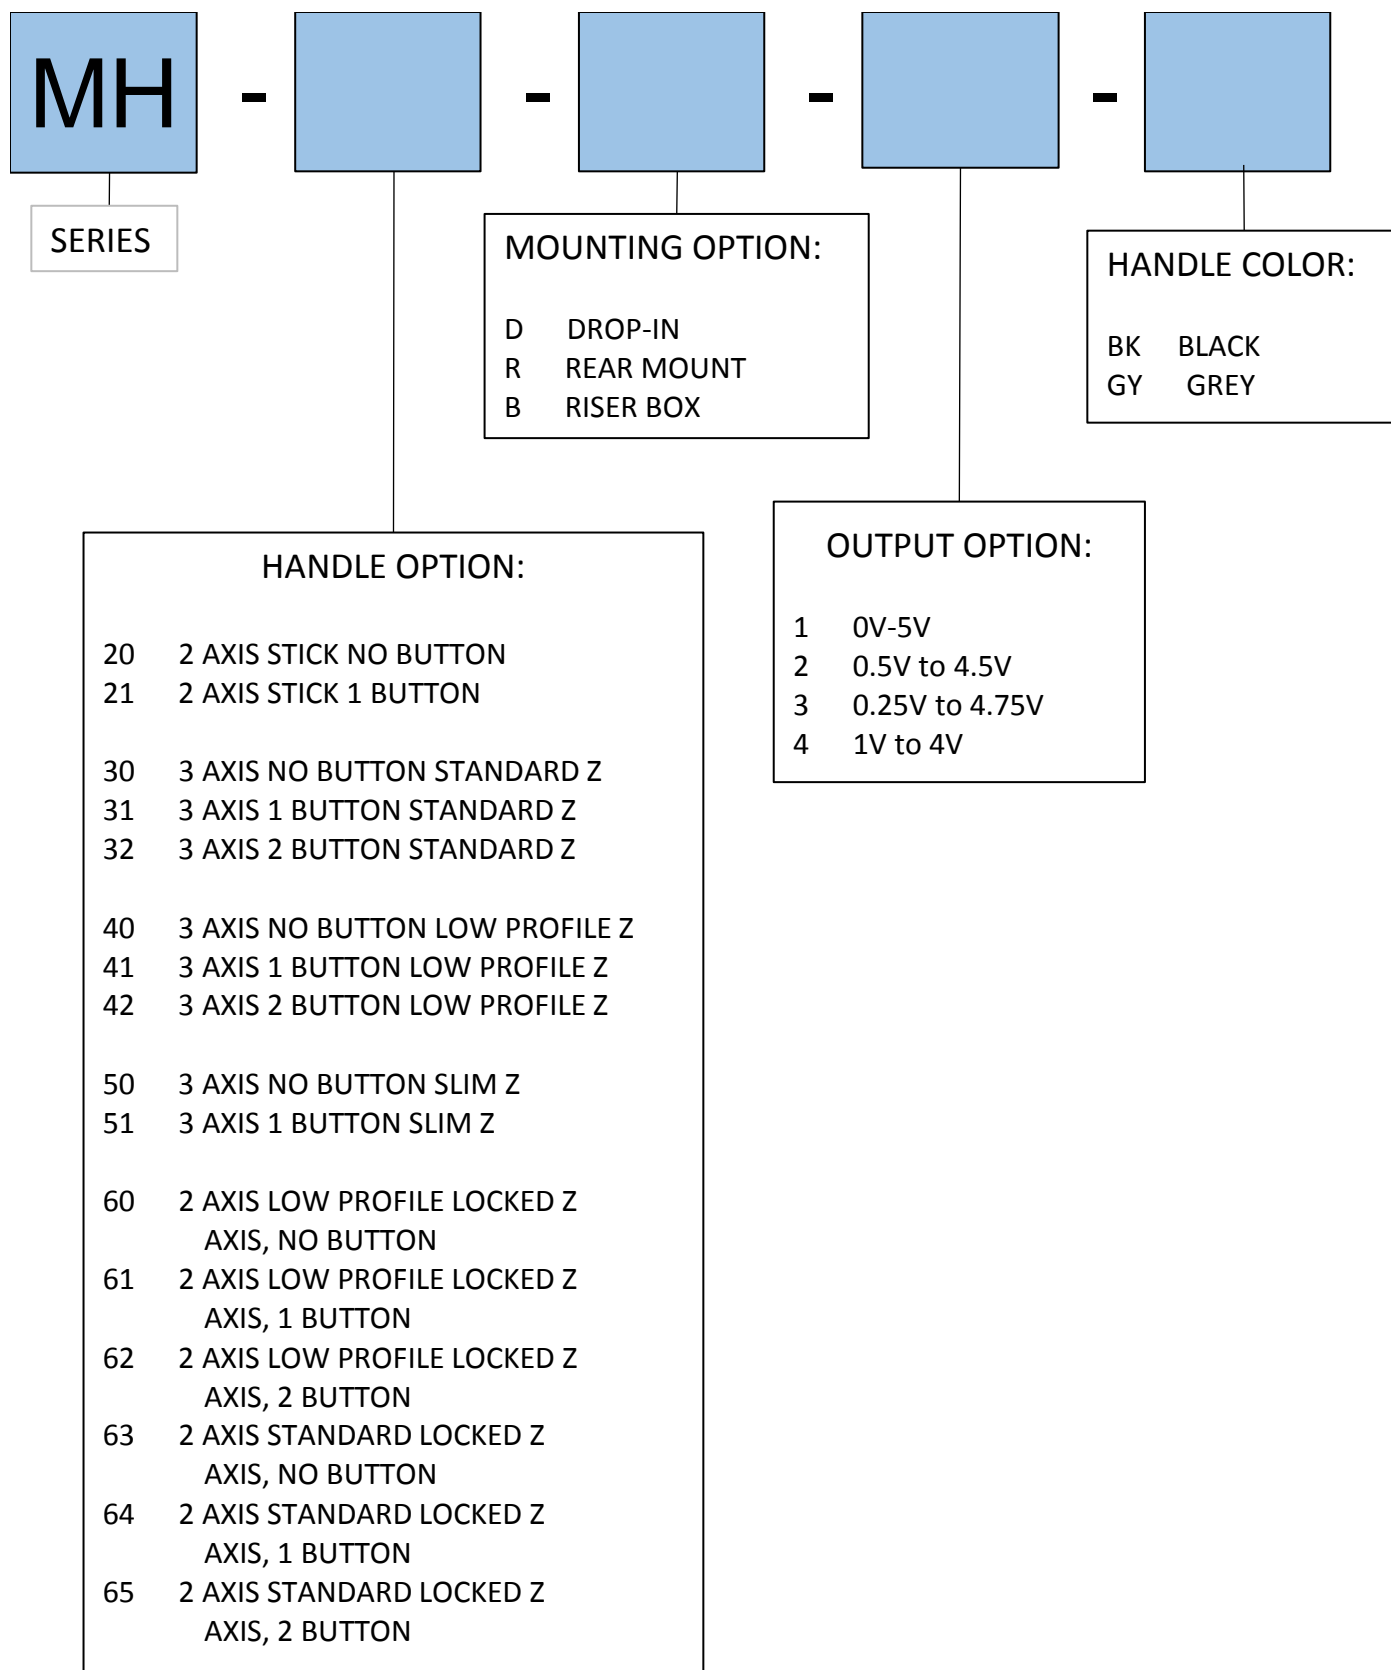 MH - - - -
SERIES
MOUNTING OPTION:
D DROP-IN
R REAR MOUNT
B RISER BOX
HANDLE COLOR:
BK BLACK
GY GREY
HANDLE OPTION:
20 2 AXIS STICK NO BUTTON
21 2 AXIS STICK 1 BUTTON
30 3 AXIS NO BUTTON STANDARD Z
31 3 AXIS 1 BUTTON STANDARD Z
32 3 AXIS 2 BUTTON STANDARD Z
40 3 AXIS NO BUTTON LOW PROFILE Z
41 3 AXIS 1 BUTTON LOW PROFILE Z
42 3 AXIS 2 BUTTON LOW PROFILE Z
50 3 AXIS NO BUTTON SLIM Z
51 3 AXIS 1 BUTTON SLIM Z
60 2 AXIS LOW PROFILE LOCKED Z
AXIS, NO BUTTON
61 2 AXIS LOW PROFILE LOCKED Z
AXIS, 1 BUTTON
62 2 AXIS LOW PROFILE LOCKED Z
AXIS, 2 BUTTON
63 2 AXIS STANDARD LOCKED Z
AXIS, NO BUTTON
64 2 AXIS STANDARD LOCKED Z
AXIS, 1 BUTTON
65 2 AXIS STANDARD LOCKED Z
AXIS, 2 BUTTON
OUTPUT OPTION:
1 0V-5V
2 0.5V to 4.5V
3 0.25V to 4.75V
4 1V to 4V